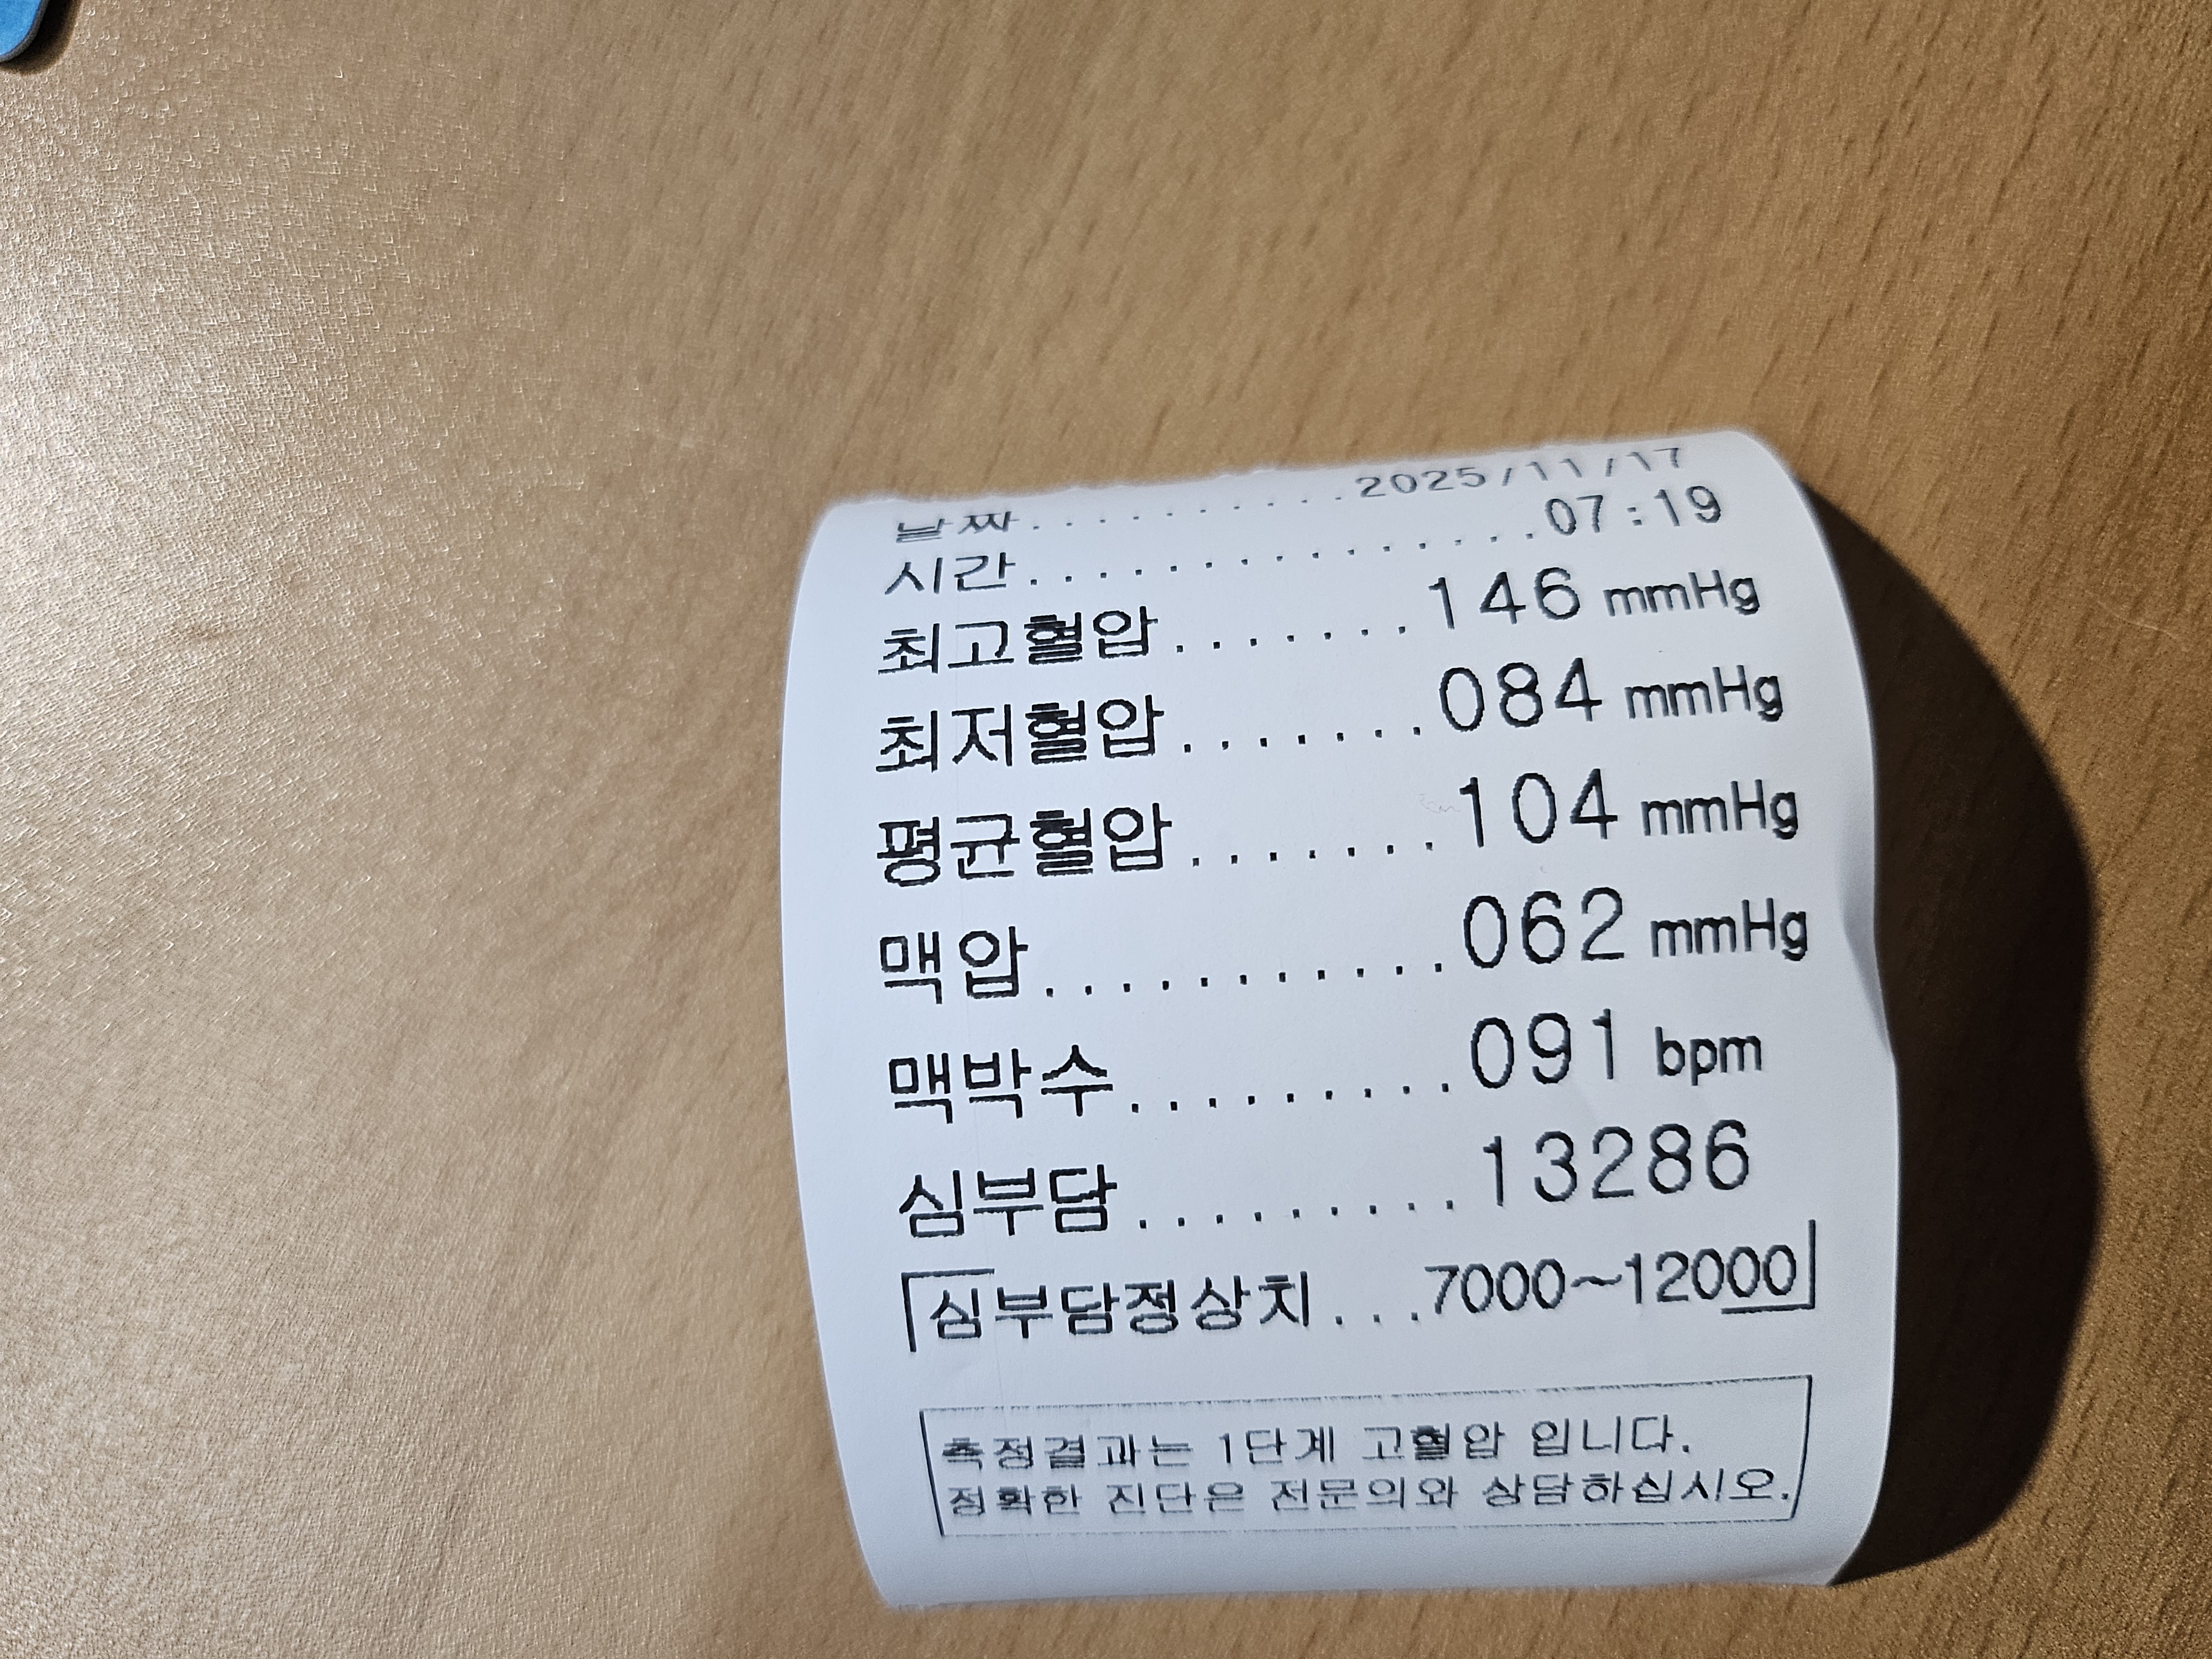 날짜..........2025/11/17
시간................07:19
최고혈압.......146 mmHg
최저혈압.......084 mmHg
평균혈압.......104 mmHg
맥압...........062 mmHg
맥박수.........091 bpm
심부담.........13286
심부담정상치...7000~12000
측정결과는 1단계 고혈압 입니다.
정확한 진단은 전문의와 상담하십시오.